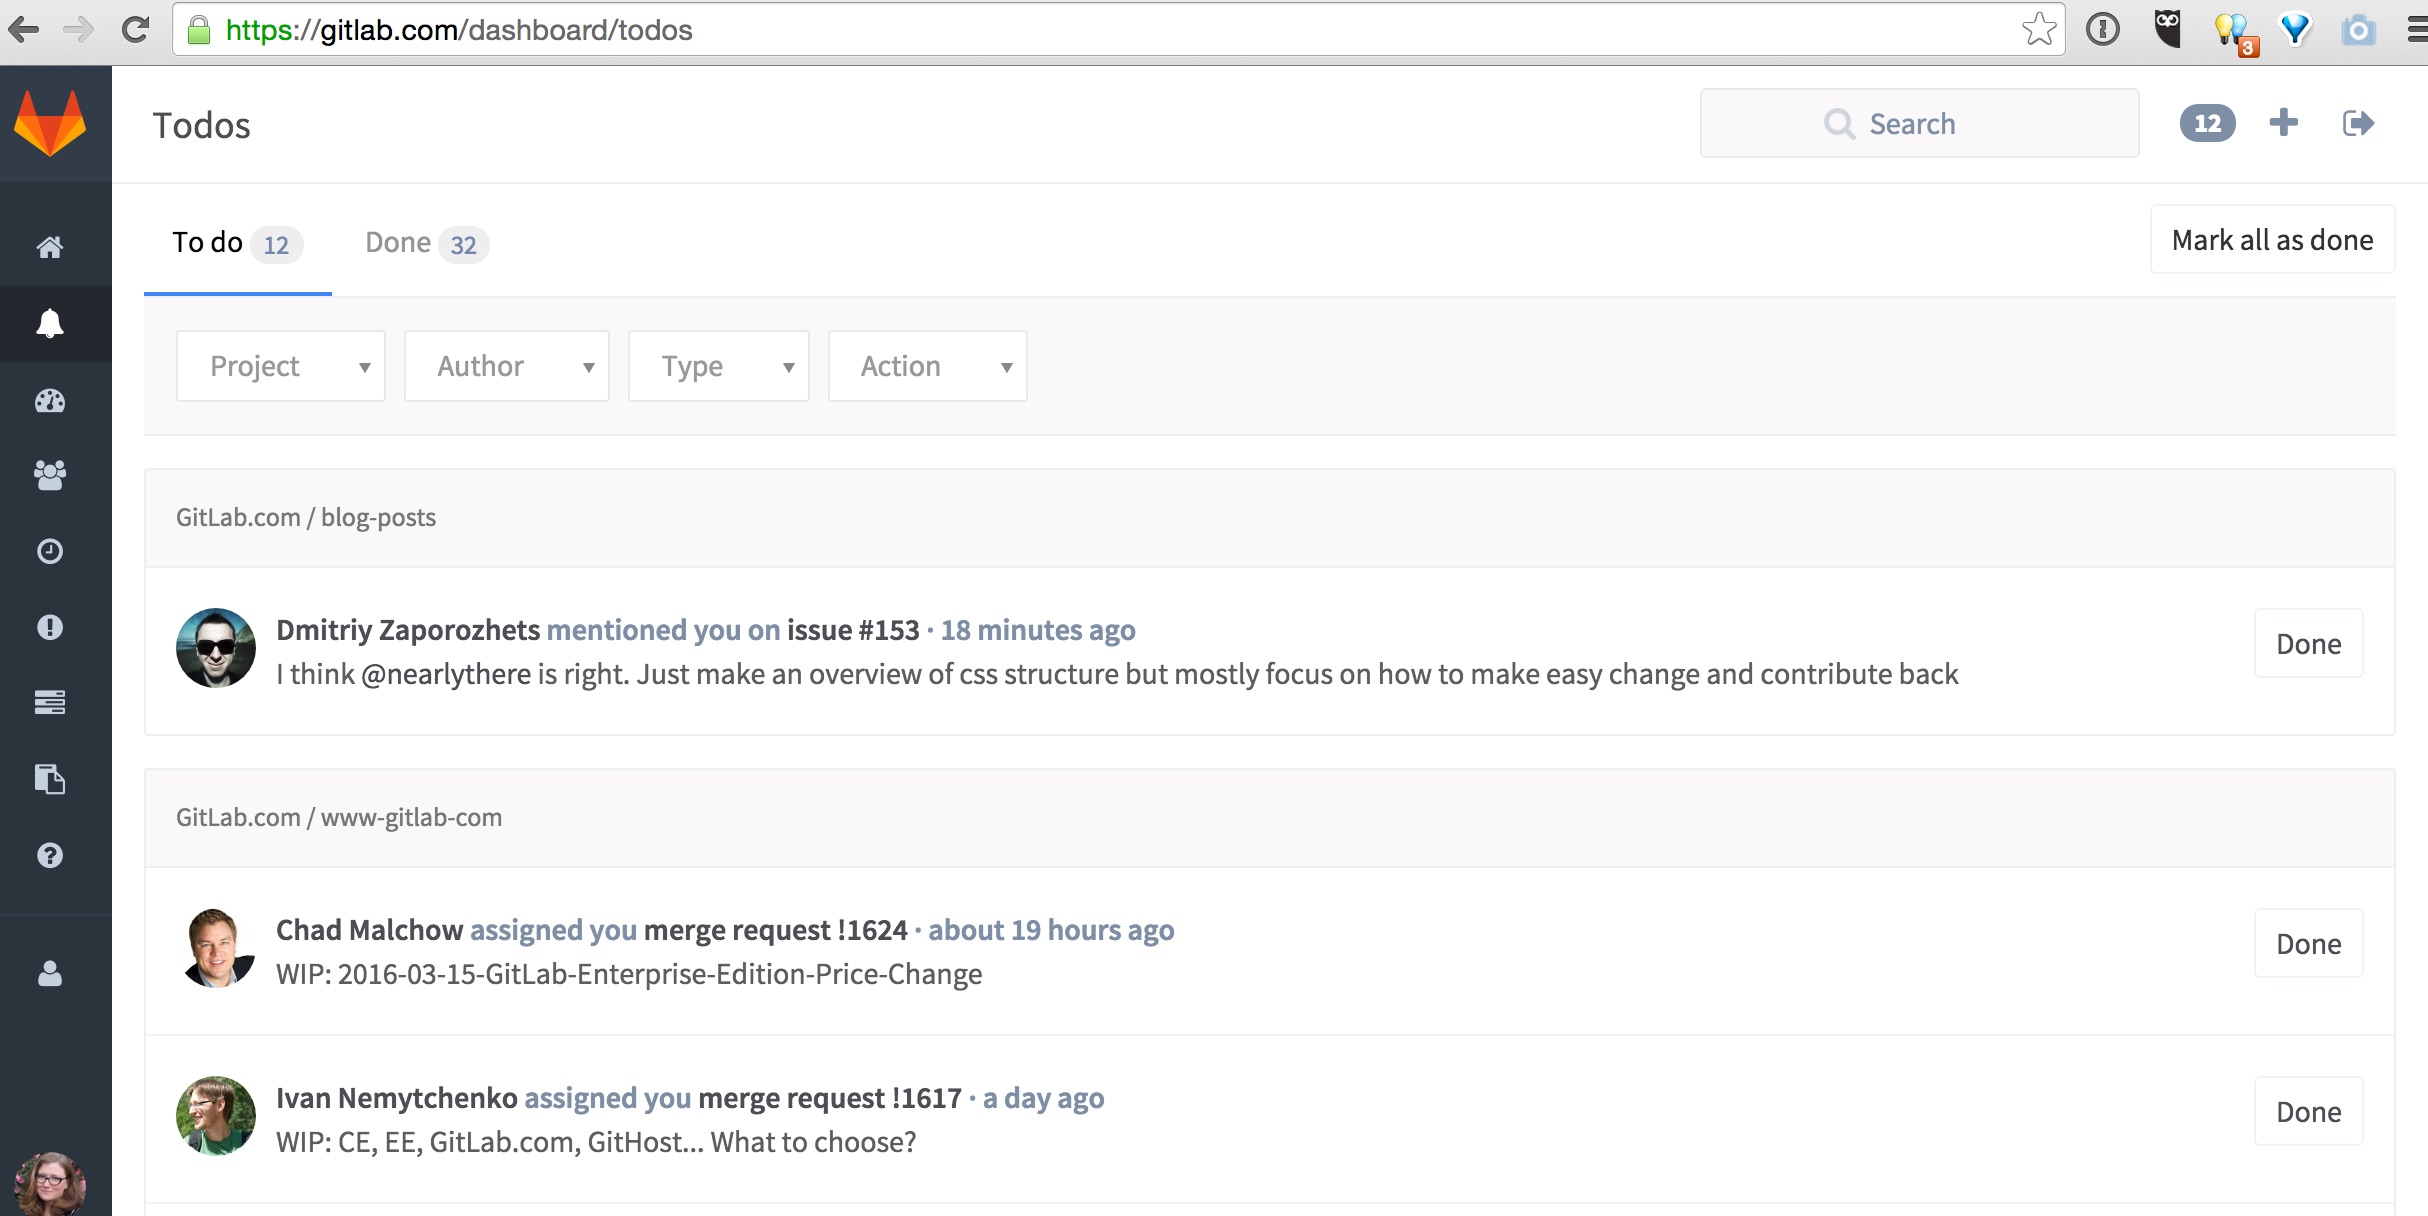 https://gitlab.com/dashboard/todos
3
Todos
Search
12
To do 12
Done 32
Mark all as done
Project
Author
Type
Action
GitLab.com / blog-posts
Dmitriy Zaporozhets mentioned you on issue #153 · 18 minutes ago
I think @nearlythere is right. Just make an overview of css structure but mostly focus on how to make easy change and contribute back
Done
GitLab.com / www-gitlab-com
Chad Malchow assigned you merge request !1624 · about 19 hours ago
WIP: 2016-03-15-GitLab-Enterprise-Edition-Price-Change
Done
Ivan Nemytchenko assigned you merge request !1617 · a day ago
WIP: CE, EE, GitLab.com, GitHost... What to choose?
Done